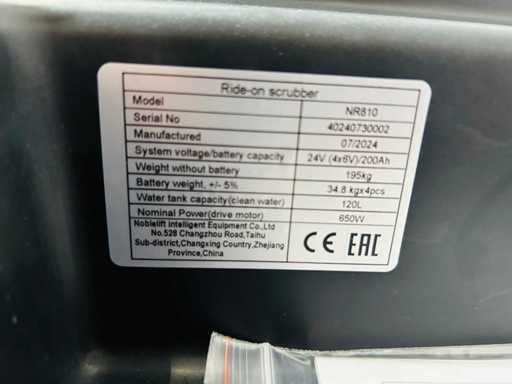 Ride-on scrubber
Model NR810
Serial No 40240730002
Manufactured 07/2024
System voltage/battery capacity 24V (4x6V)/200Ah
Weight without battery 195kg
Battery weight, +/- 5% 34.8 kgx4pcs
Water tank capacity(clean water) 120L
Nominal Power(drive motor) 650W
Noblelift Intelligent Equipment Co.,Ltd
No.528 Changzhou Road,Taihu
Sub-district,Changxing Country,Zhejiang
Province,China
CE EAC